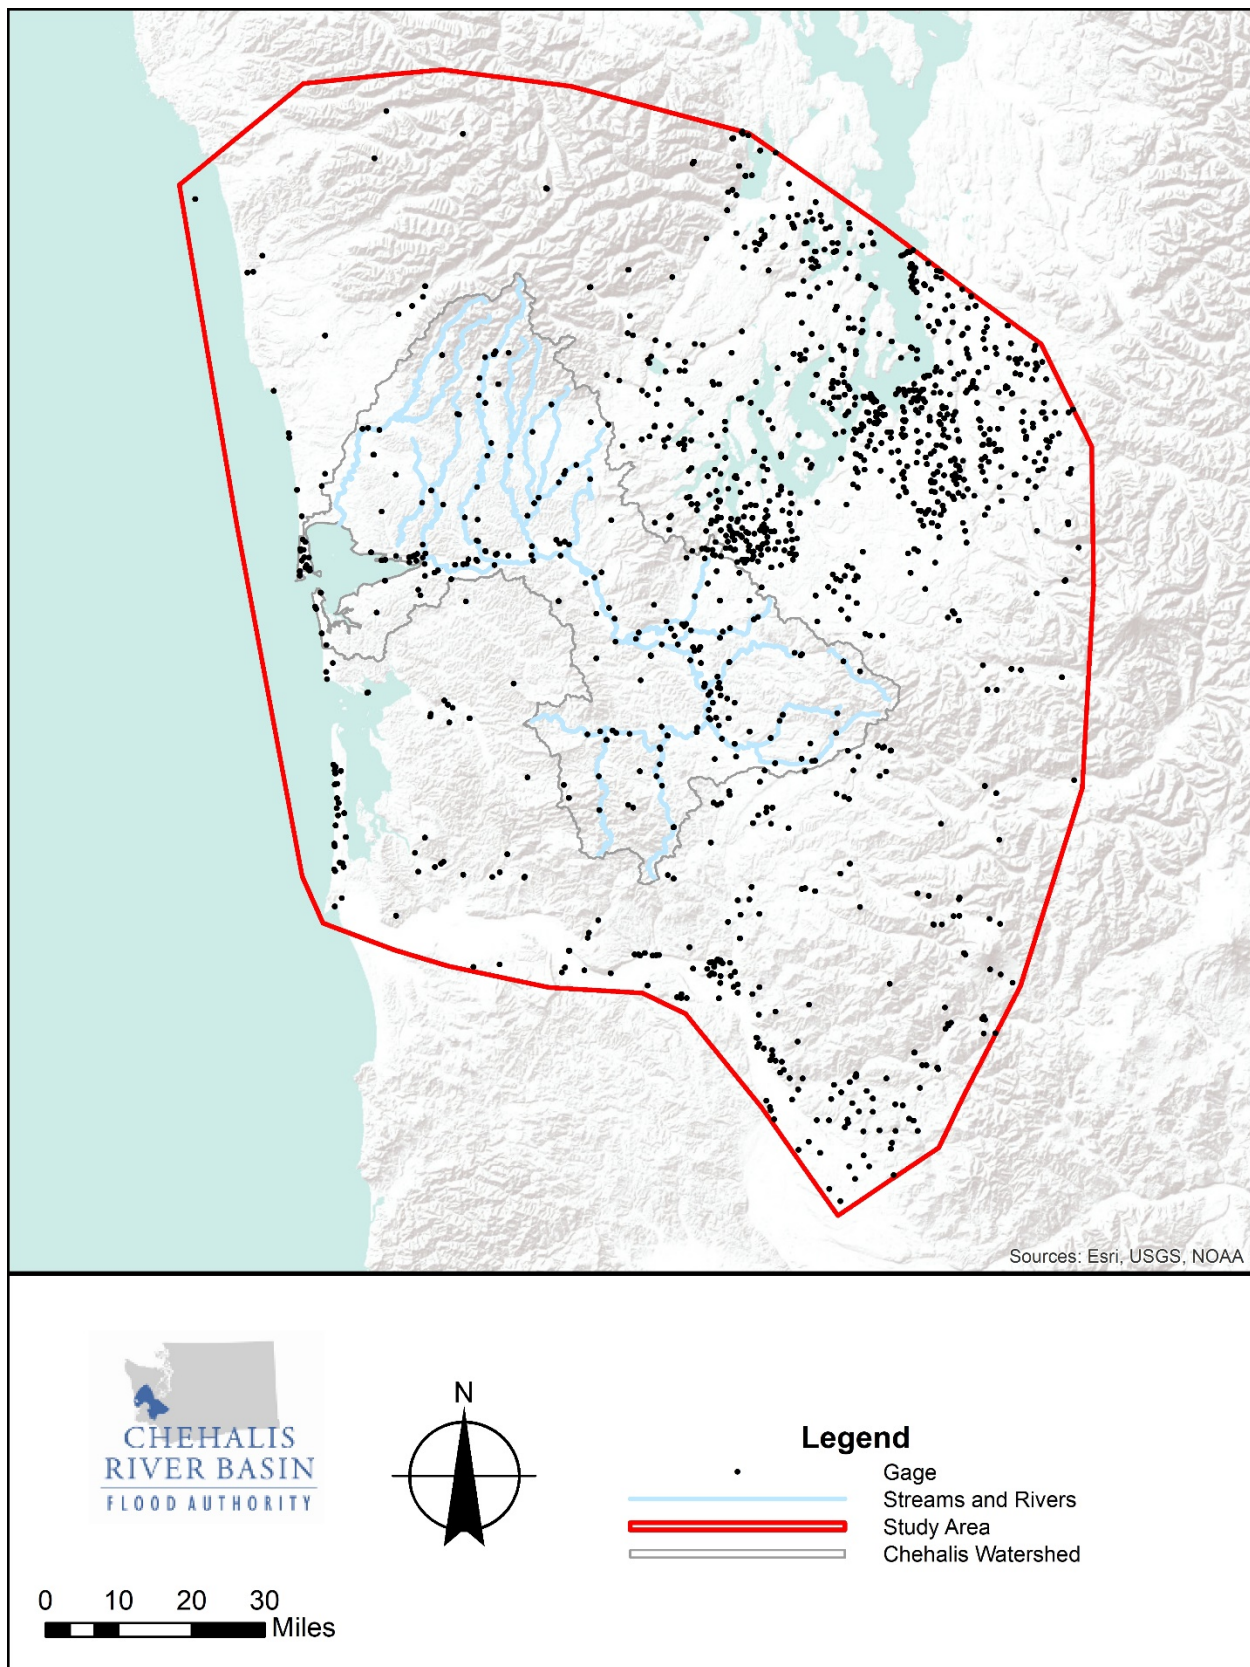 Sources: Esri, USGS, NOAA
CHEHALIS
RIVER BASIN
FLOOD AUTHORITY
N
Legend
Gage
Streams and Rivers
Study Area
Chehalis Watershed
0 10 20 30
Miles